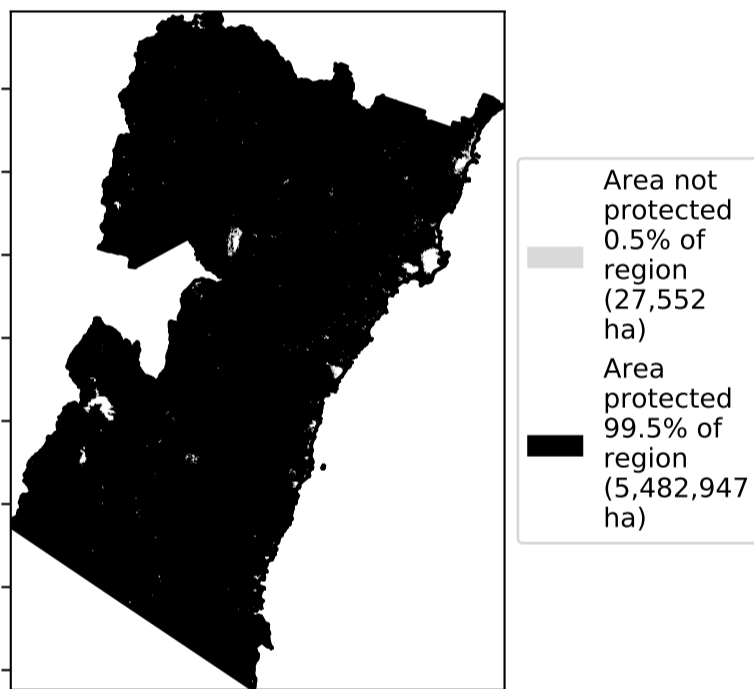 Area not
protected
0.5% of
region
(27,552
ha)
Area
protected
99.5% of
region
(5,482,947
ha)